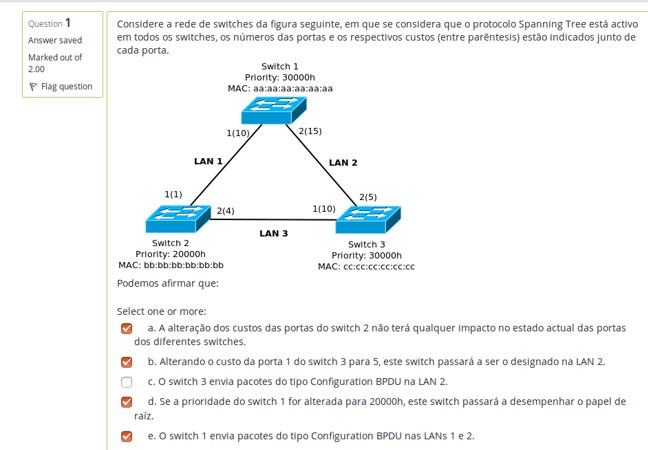 Question 1
Answer saved
Marked out of
2.00
Flag question
Considere a rede de switches da figura seguinte, em que se considera que o protocolo Spanning Tree está activo
em todos os switches, os números das portas e os respectivos custos (entre parêntesis) estão indicados junto de
cada porta.
Switch 1
Priority: 30000h
MAC: aa:aa:aa:aa:aa:aa
1(10)
2(15)
LAN 1
LAN 2
1(1)
2(5)
2(4)
1(10)
LAN 3
Switch 2
Priority: 20000h
MAC: bb:bb:bb:bb:bb:bb
Switch 3
Priority: 30000h
MAC: cc:cc:cc:cc:cc:cc
Podemos afirmar que:
Select one or more:
a. A alteração dos custos das portas do switch 2 não terá qualquer impacto no estado actual das portas
dos diferentes switches.
b. Alterando o custo da porta 1 do switch 3 para 5, este switch passará a ser o designado na LAN 2.
c. O switch 3 envia pacotes do tipo Configuration BPDU na LAN 2.
d. Se a prioridade do switch 1 for alterada para 20000h, este switch passará a desempenhar o papel de
raíz.
e. O switch 1 envia pacotes do tipo Configuration BPDU nas LANs 1 e 2.